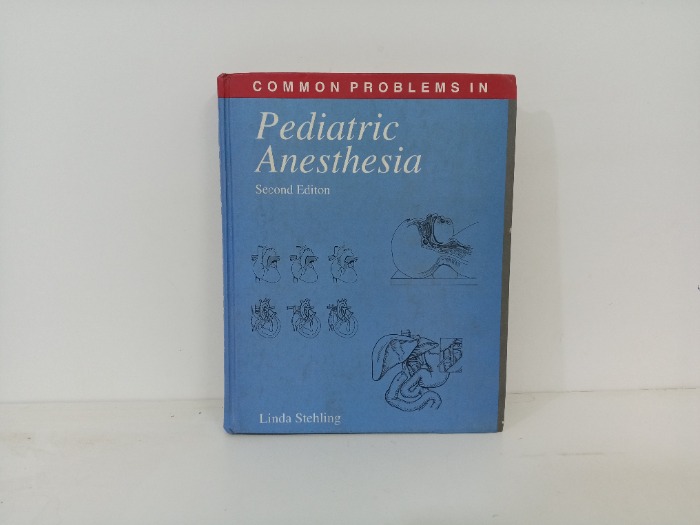 COMMON PROBLEMS IN
Pediatric
Anesthesia
Second Editon
Linda Stehling